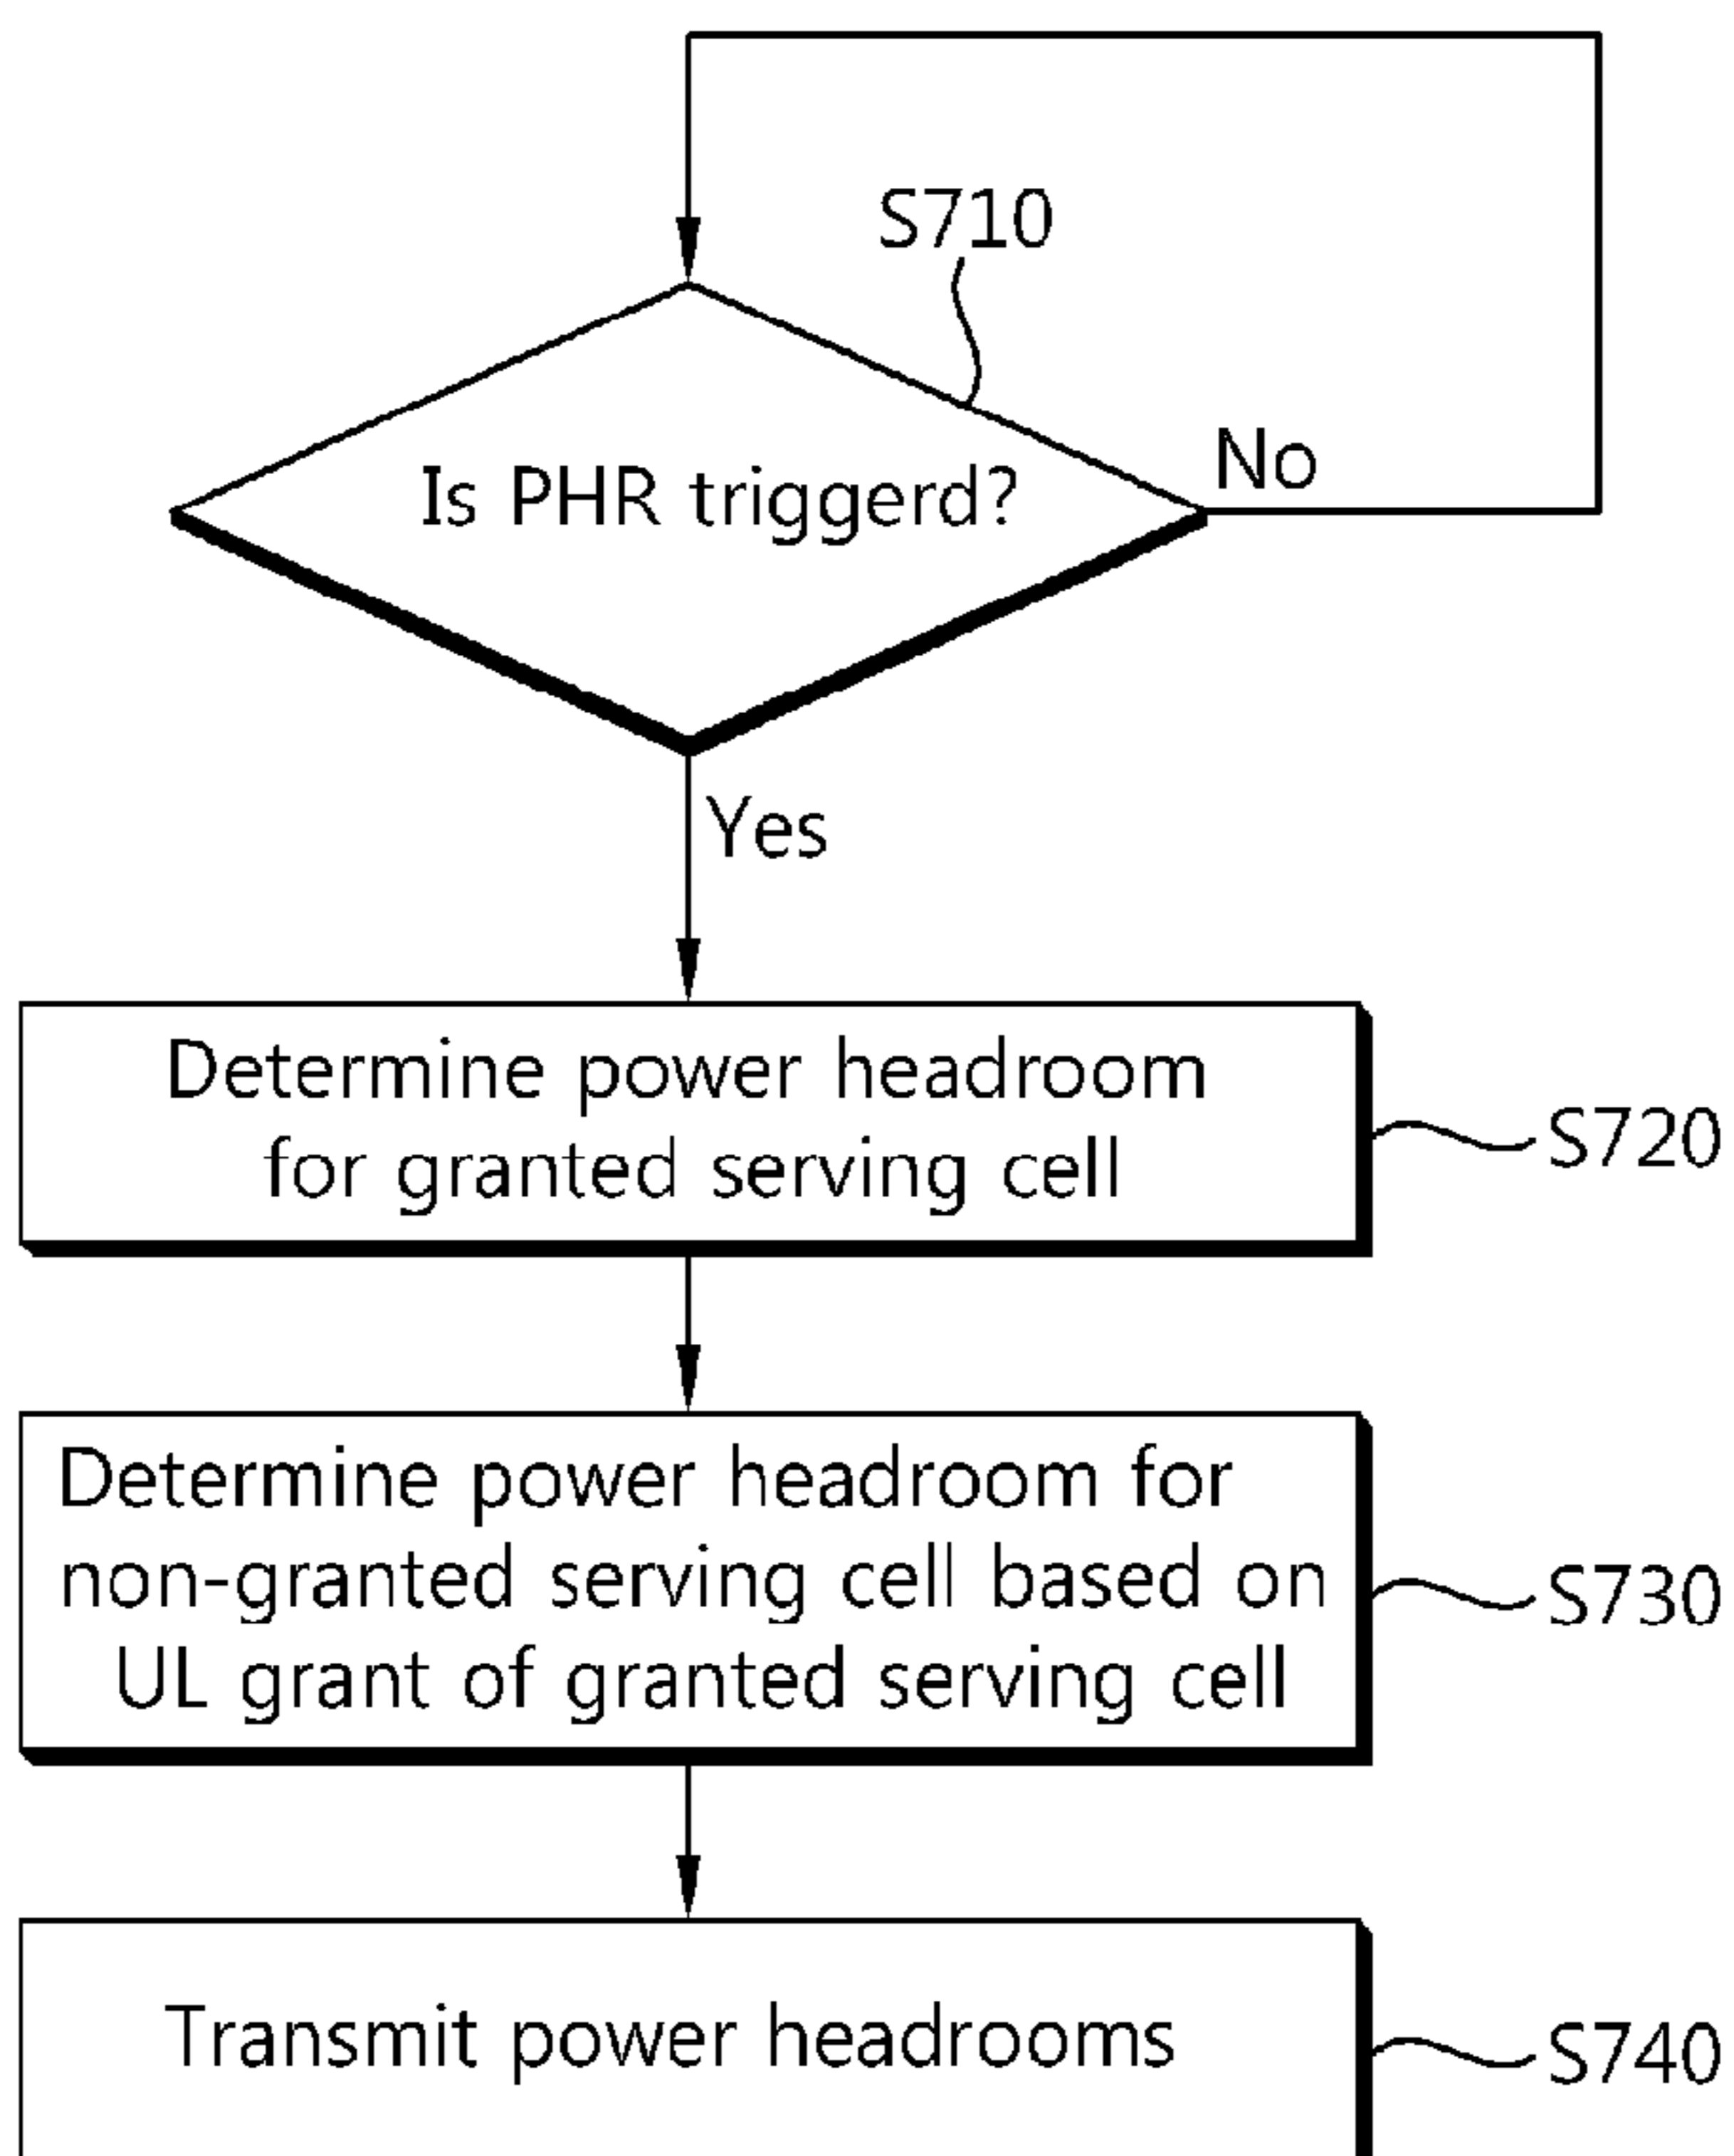 S710
Is PHR triggerd?
No
Yes
Determine power headroom
for granted serving cell
S720
Determine power headroom for
non-granted serving cell based on
UL grant of granted serving cell
S730
Transmit power headrooms
S740